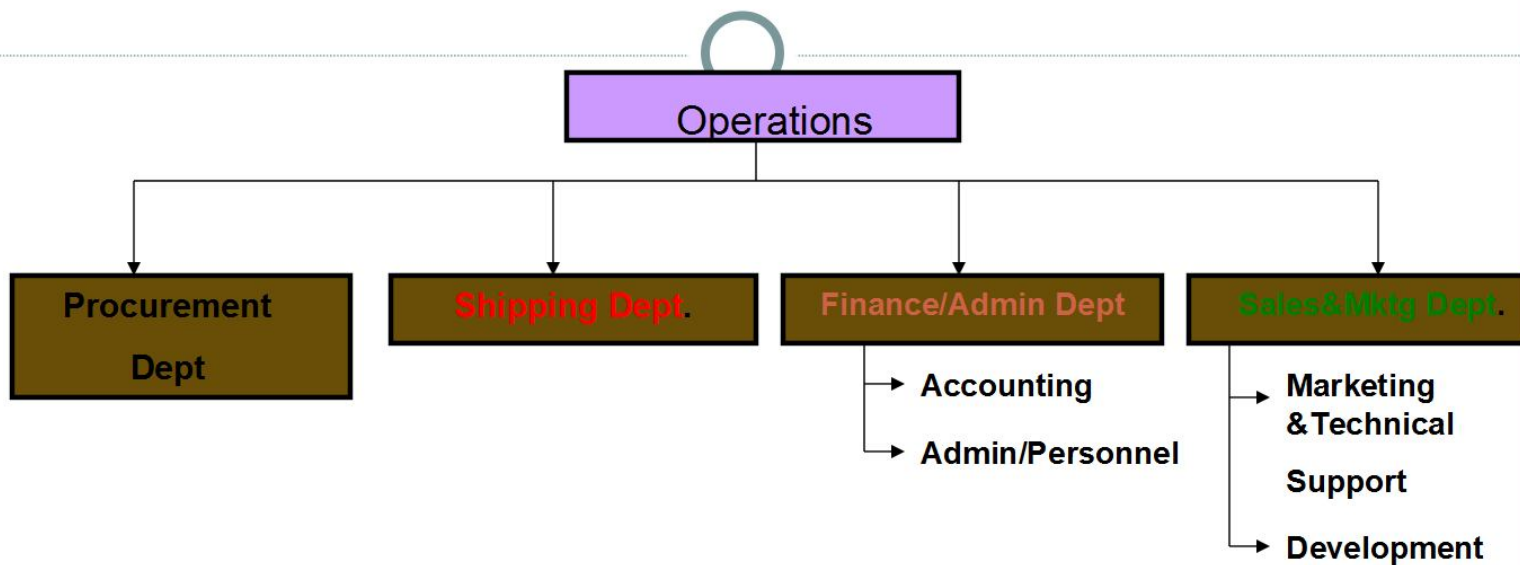 Operations
Procurement
Dept
Shipping Dept.
Finance/Admin Dept
Accounting
Admin/Personnel
Sales&Mktg Dept.
Marketing
&Technical
Support
Development